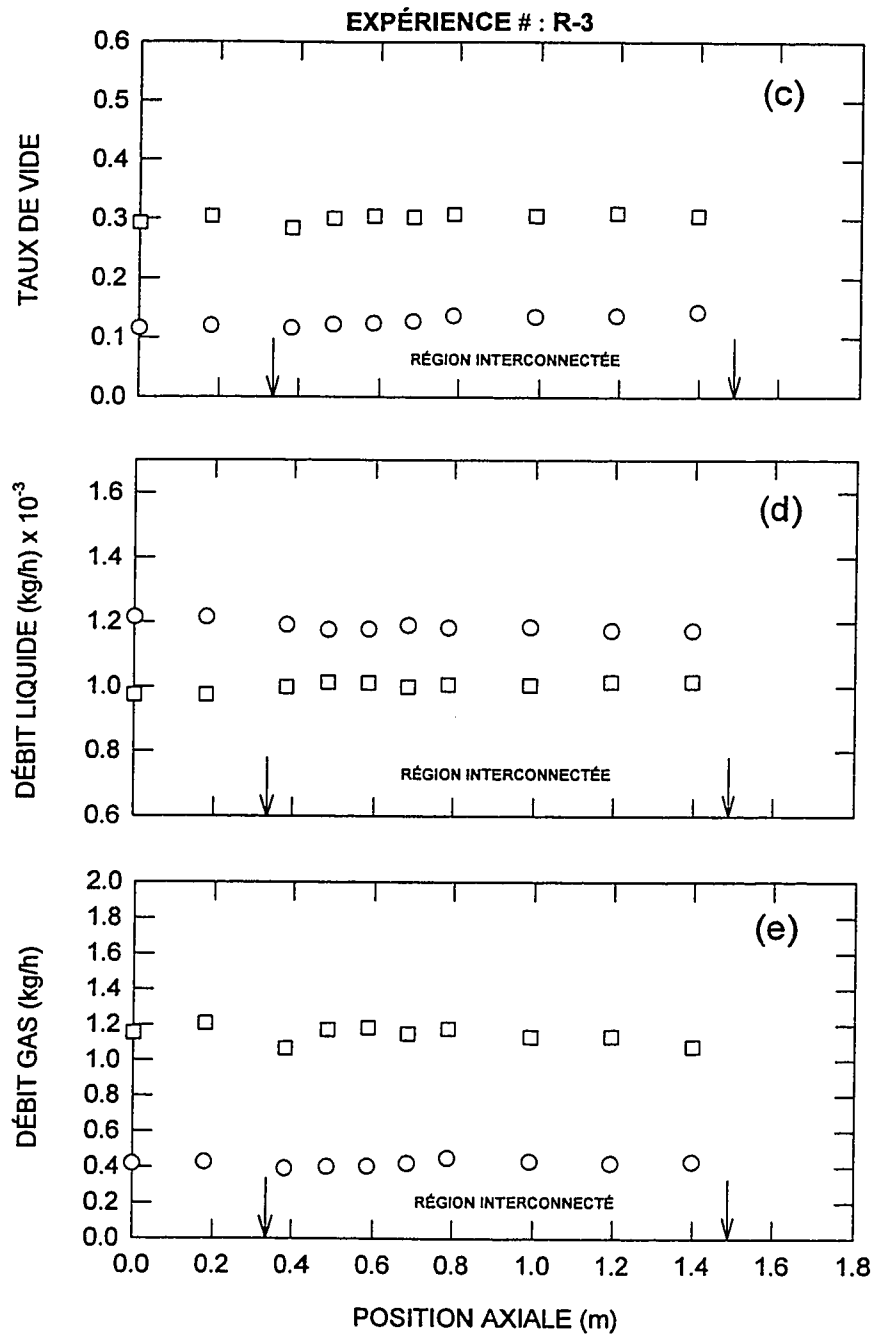 EXPÉRIENCE # : R-3
0.6
(c)
0.5
0.4
0.3
0.2
0.1
0.0
TAUX DE VIDE
RÉGION INTERCONNECTÉE
1.6
(d)
1.4
1.2
1.0
0.8
0.6
DÉBIT LIQUIDE (kg/h) x 10-3
RÉGION INTERCONNECTÉE
2.0
(e)
1.8
1.6
1.4
1.2
1.0
0.8
0.6
0.4
0.2
0.0
DÉBIT GAS (kg/h)
RÉGION INTERCONNECTÉ
0.0 0.2 0.4 0.6 0.8 1.0 1.2 1.4 1.6 1.8
POSITION AXIALE (m)